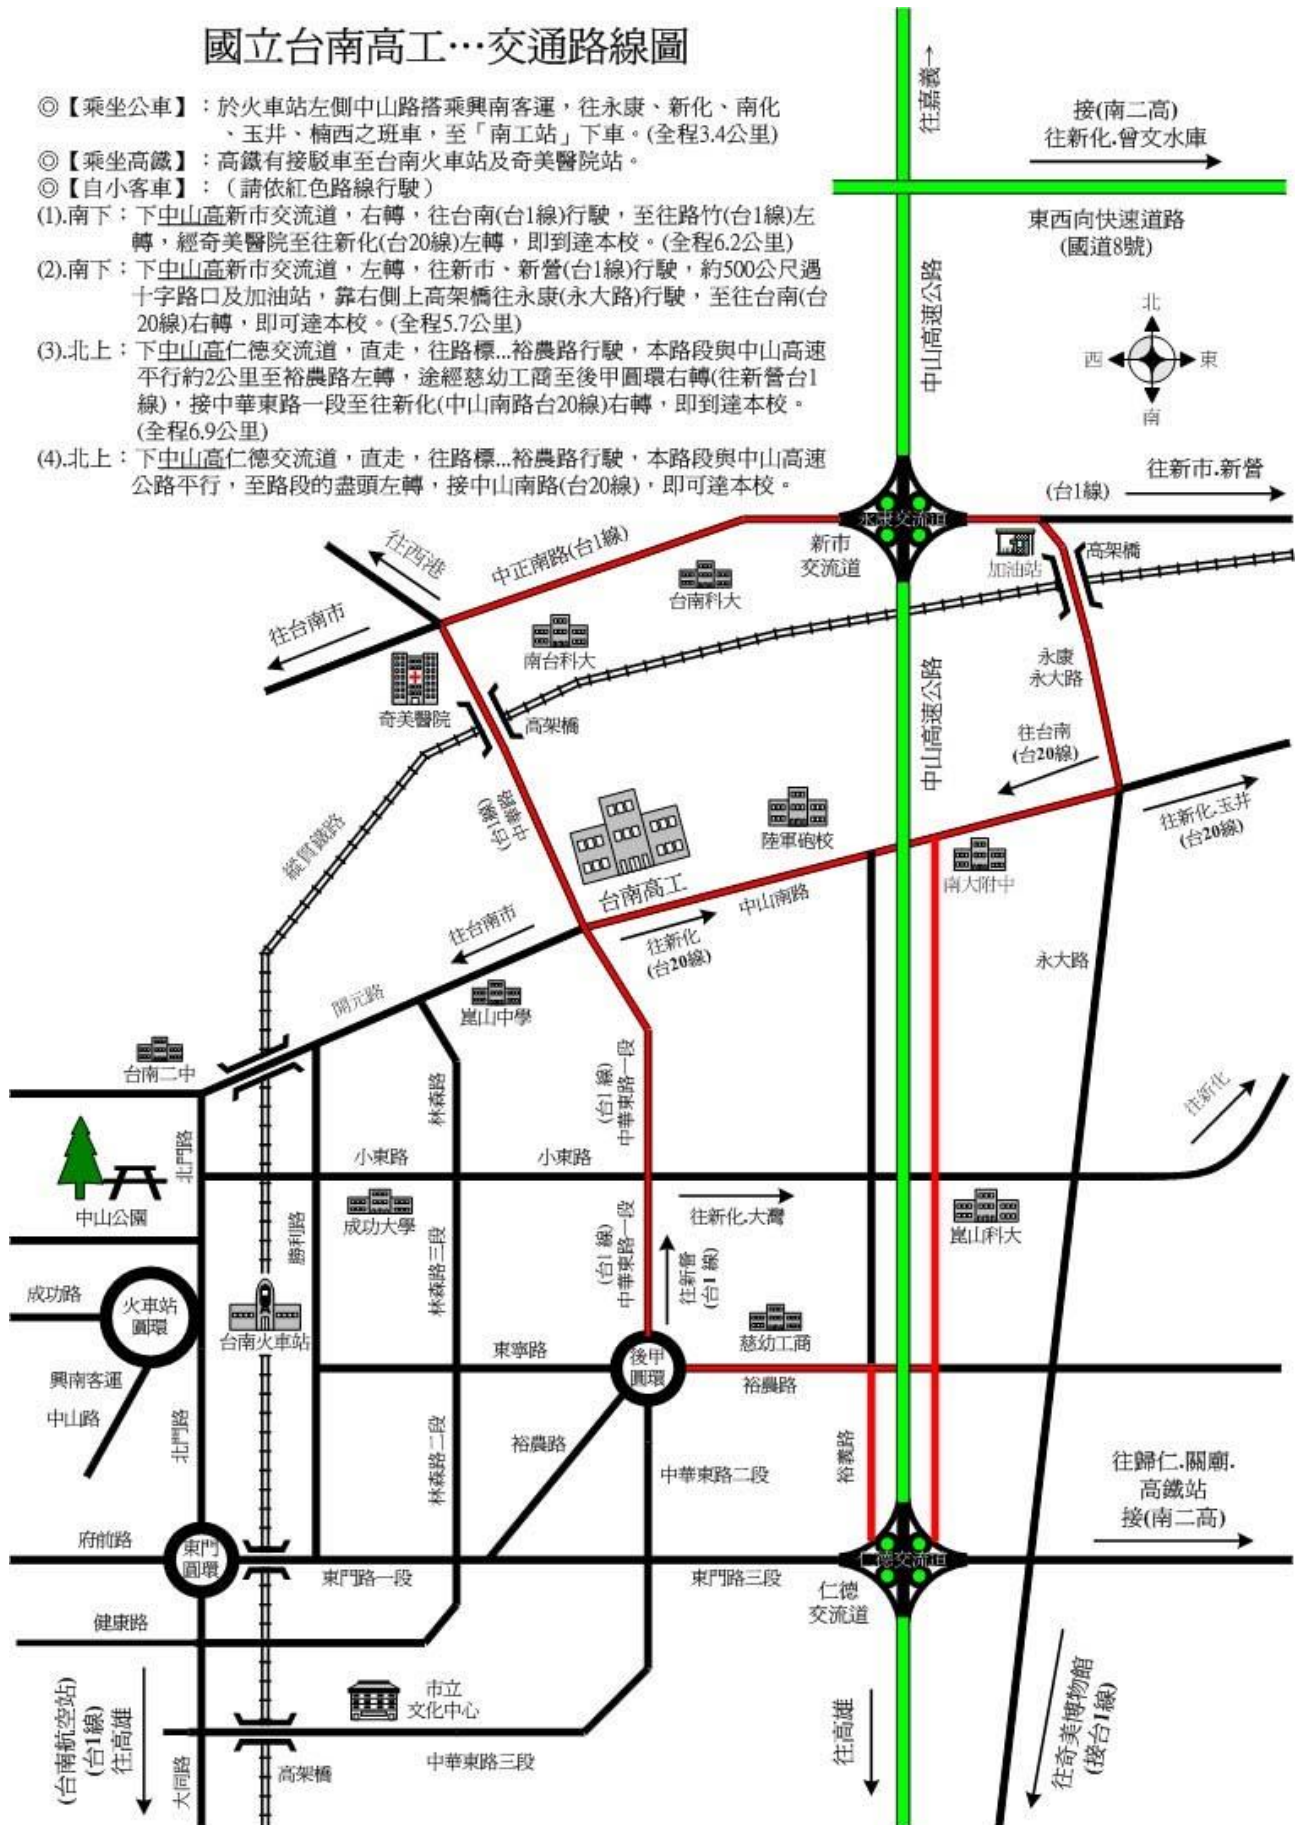 國立台南高工…交通路線圖
◎【乘坐公車】：於火車站左側中山路搭乘興南客運，往永康、新化、南化
、玉井、楠西之班車，至「南工站」下車。(全程3.4公里)
◎【乘坐高鐵】：高鐵有接駁車至台南火車站及奇美醫院站。
◎【自小客車】：（請依紅色路線行駛）
(1).南下：下中山高新市交流道，右轉，往台南(台1線)行駛，至往路竹(台1線)左
轉，經奇美醫院至往新化(台20線)左轉，即到達本校。(全程6.2公里)
(2).南下：下中山高新市交流道，左轉，往新市、新營(台1線)行駛，約500公尺遇
十字路口及加油站，靠右側上高架橋往永康(永大路)行駛，至往台南(台
20線)右轉，即可達本校。(全程5.7公里)
(3).北上：下中山高仁德交流道，直走，往路標...裕農路行駛，本路段與中山高速
平行約2公里至裕農路左轉，途經慈幼工商至後甲圓環右轉(往新營台1
線)，接中華東路一段至往新化(中山南路台20線)右轉，即到達本校。
(全程6.9公里)
(4).北上：下中山高仁德交流道，直走，往路標...裕農路行駛，本路段與中山高速
公路平行，至路段的盡頭左轉，接中山南路(台20線)，即可達本校。
往嘉義→
接(南二高)
往新化.曾文水庫
東西向快速道路
(國道8號)
中山高速公路
北
西
東
南
往新市.新營
(台1線)
永康交流道
新市
交流道
加油站
高架橋
往西港
中正南路(台1線)
台南科大
往台南市
南台科大
奇美醫院
高架橋
永康
永大路
中山高速公路
往台南
(台20線)
往新化.玉井
(台20線)
中華路
(台1線)
縱貫鐵路
陸軍砲校
南大附中
台南高工
中山南路
往台南市
往新化
(台20線)
永大路
開元路
崑山中學
台南二中
林森路
中華東路一段
(台1線)
往新化
北門路
小東路
小東路
中山公園
成功大學
勝利路
林森路三段
中華東路一段
(台1線)
往新化.大灣
往新營
(台1線)
崑山科大
成功路
火車站
圓環
台南火車站
慈幼工商
東寧路
後甲
圓環
裕農路
興南客運
中山路
北門路
林森路二段
裕農路
中華東路二段
裕義路
往歸仁.關廟.
高鐵站
接(南二高)
府前路
東門
圓環
東門路一段
東門路三段
仁德交流道
仁德
交流道
健康路
(台南航空站)
(台1線)
往高雄
大同路
市立
文化中心
中華東路三段
高架橋
往高雄
往奇美博物館
(接台1線)